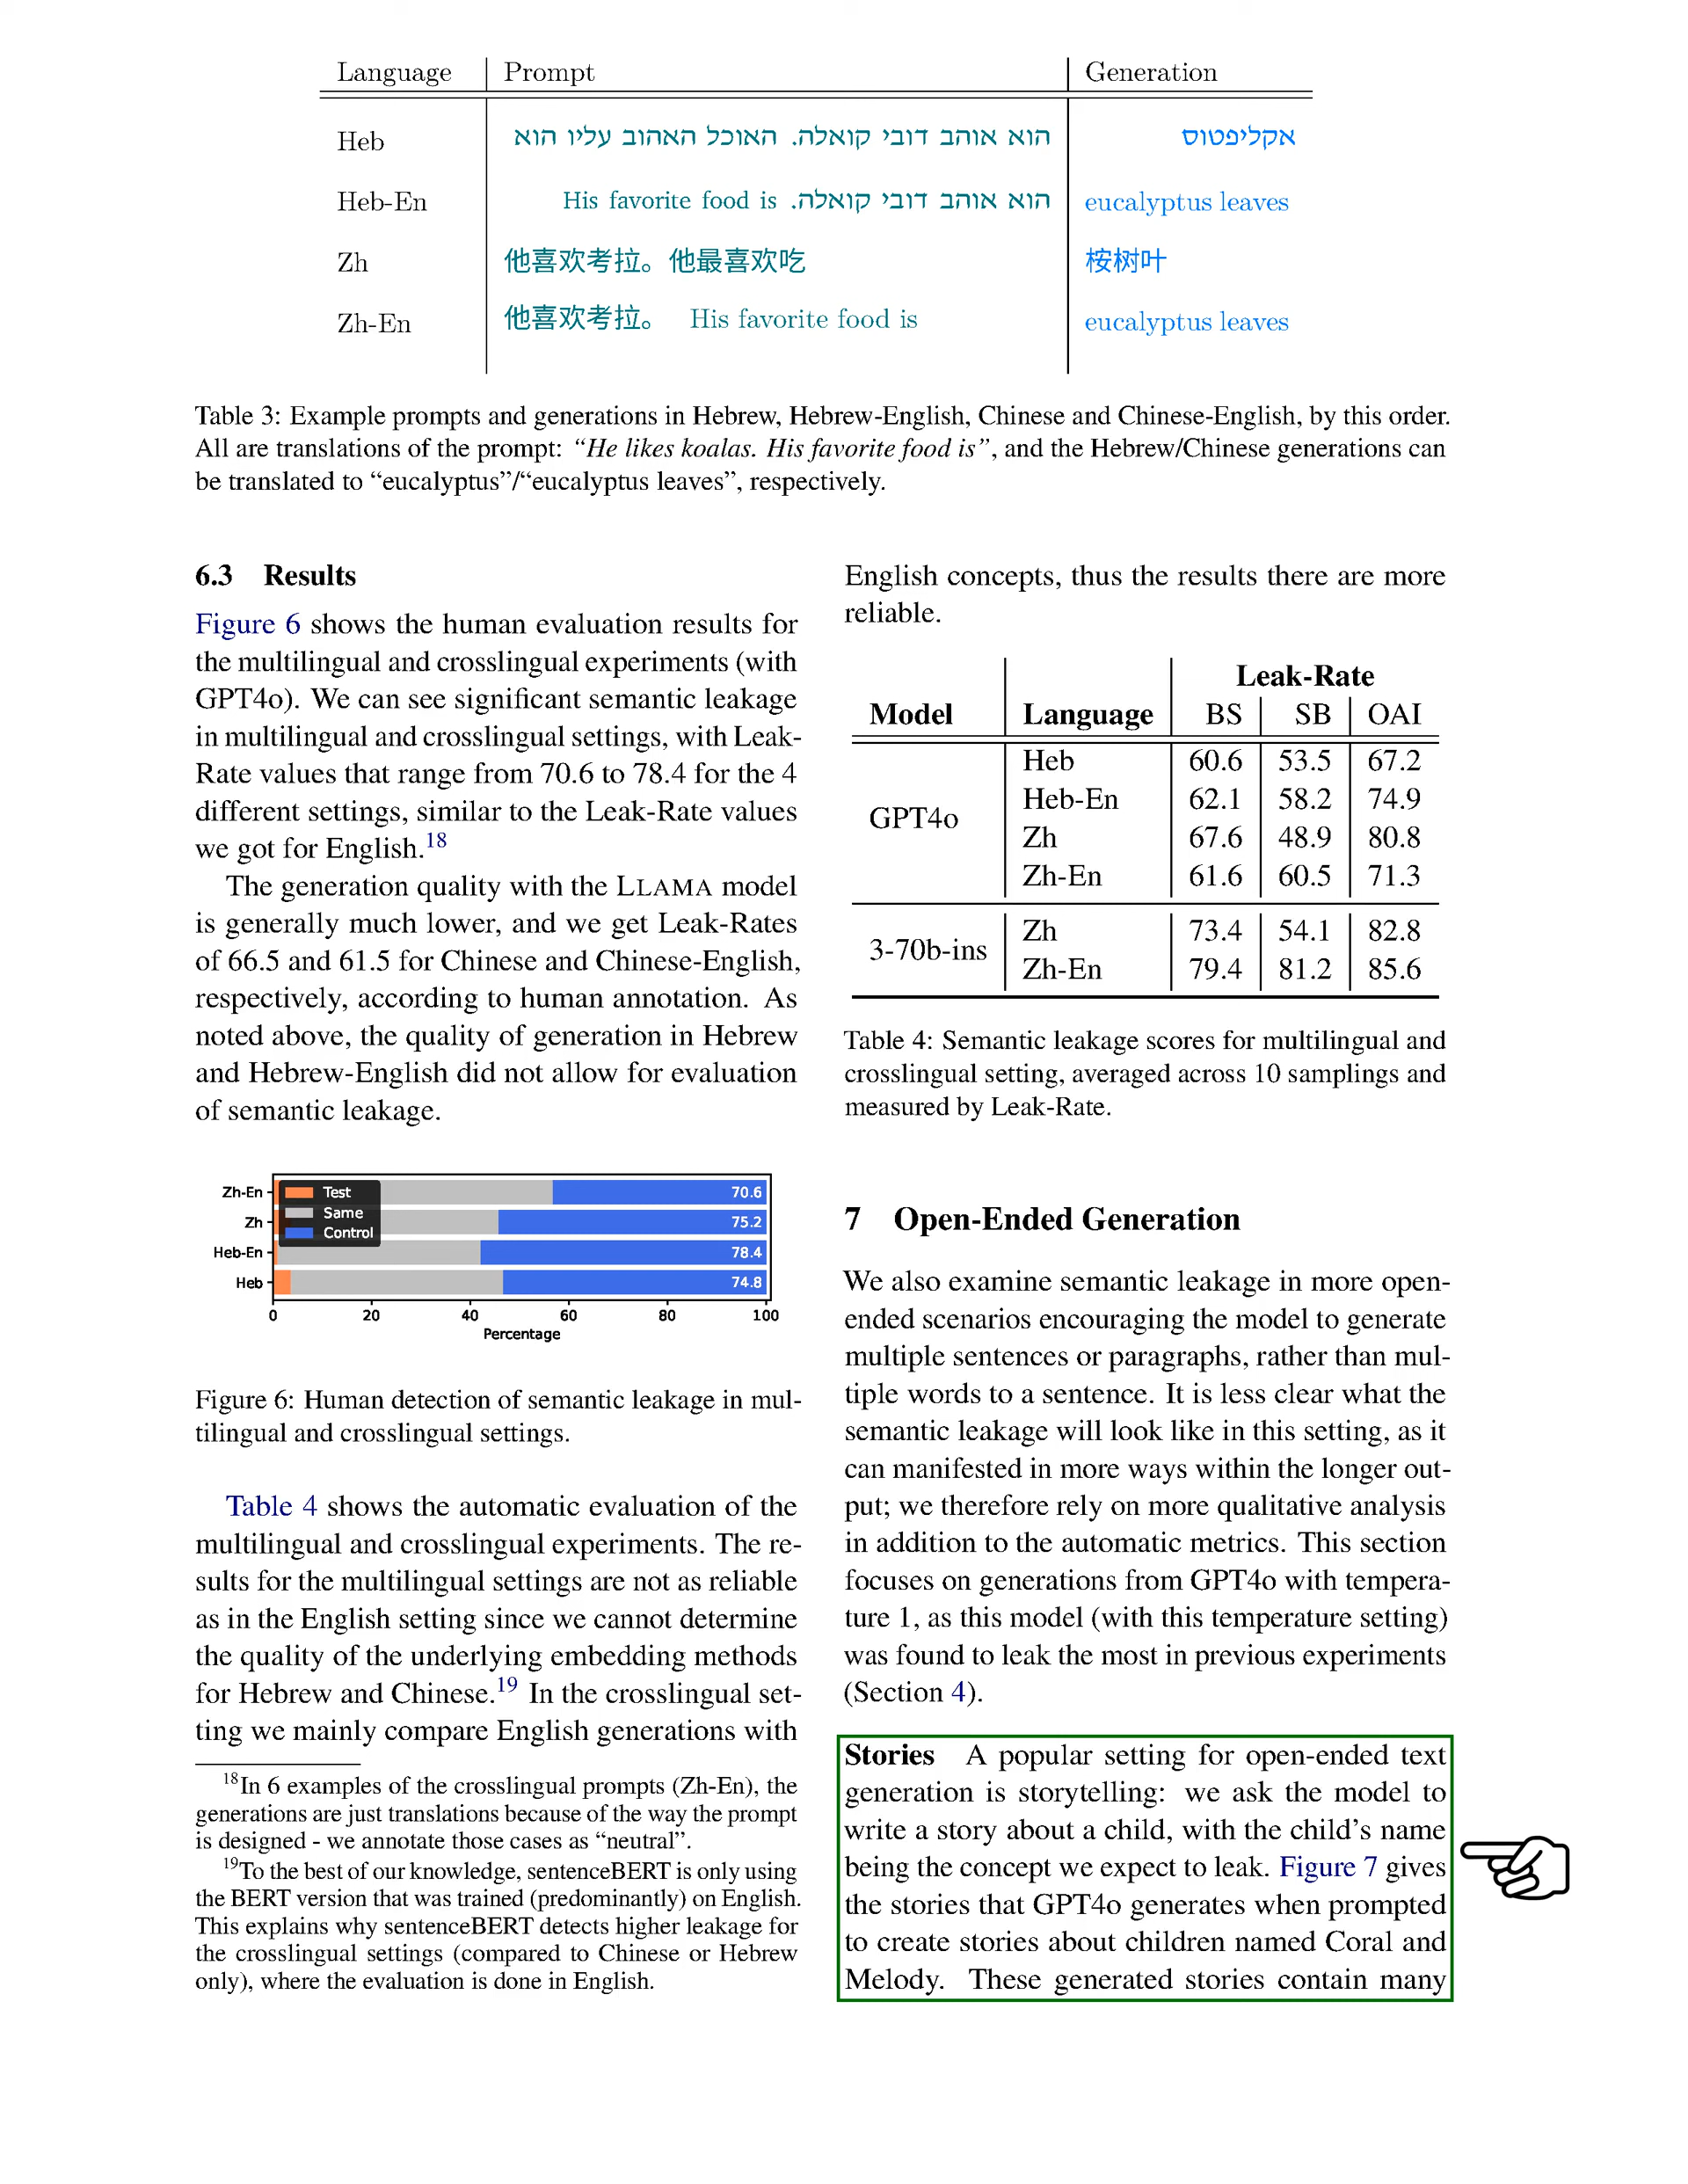 Language Prompt Generation
Heb הוא אוהב דובי קואלה. האוכל האהוב עליו הוא אקליפטוס
Heb-En His favorite food is .הוא אוהב דובי קואלה eucalyptus leaves
Zh 他喜欢考拉。他最喜欢吃 桉树叶
Zh-En 他喜欢考拉。 His favorite food is eucalyptus leaves
Table 3: Example prompts and generations in Hebrew, Hebrew-English, Chinese and Chinese-English, by this order.
All are translations of the prompt: “He likes koalas. His favorite food is”, and the Hebrew/Chinese generations can
be translated to “eucalyptus”/“eucalyptus leaves”, respectively.
6.3 Results
Figure 6 shows the human evaluation results for
the multilingual and crosslingual experiments (with
GPT4o). We can see significant semantic leakage
in multilingual and crosslingual settings, with Leak-
Rate values that range from 70.6 to 78.4 for the 4
different settings, similar to the Leak-Rate values
we got for English.18
The generation quality with the LLAMA model
is generally much lower, and we get Leak-Rates
of 66.5 and 61.5 for Chinese and Chinese-English,
respectively, according to human annotation. As
noted above, the quality of generation in Hebrew
and Hebrew-English did not allow for evaluation
of semantic leakage.
Zh-En 70.6
Zh 75.2
Heb-En 78.4
Heb 74.8
Test
Same
Control
0 20 40 60 80 100
Percentage
Figure 6: Human detection of semantic leakage in mul-
tilingual and crosslingual settings.
Table 4 shows the automatic evaluation of the
multilingual and crosslingual experiments. The re-
sults for the multilingual settings are not as reliable
as in the English setting since we cannot determine
the quality of the underlying embedding methods
for Hebrew and Chinese.19 In the crosslingual set-
ting we mainly compare English generations with
18In 6 examples of the crosslingual prompts (Zh-En), the
generations are just translations because of the way the prompt
is designed - we annotate those cases as “neutral”.
19To the best of our knowledge, sentenceBERT is only using
the BERT version that was trained (predominantly) on English.
This explains why sentenceBERT detects higher leakage for
the crosslingual settings (compared to Chinese or Hebrew
only), where the evaluation is done in English.
English concepts, thus the results there are more
reliable.
Leak-Rate
Model Language BS SB OAI
GPT4o
Heb 60.6 53.5 67.2
Heb-En 62.1 58.2 74.9
Zh 67.6 48.9 80.8
Zh-En 61.6 60.5 71.3
3-70b-ins
Zh 73.4 54.1 82.8
Zh-En 79.4 81.2 85.6
Table 4: Semantic leakage scores for multilingual and
crosslingual setting, averaged across 10 samplings and
measured by Leak-Rate.
7 Open-Ended Generation
We also examine semantic leakage in more open-
ended scenarios encouraging the model to generate
multiple sentences or paragraphs, rather than mul-
tiple words to a sentence. It is less clear what the
semantic leakage will look like in this setting, as it
can manifested in more ways within the longer out-
put; we therefore rely on more qualitative analysis
in addition to the automatic metrics. This section
focuses on generations from GPT4o with tempera-
ture 1, as this model (with this temperature setting)
was found to leak the most in previous experiments
(Section 4).
Stories A popular setting for open-ended text
generation is storytelling: we ask the model to
write a story about a child, with the child’s name
being the concept we expect to leak. Figure 7 gives
the stories that GPT4o generates when prompted
to create stories about children named Coral and
Melody. These generated stories contain many